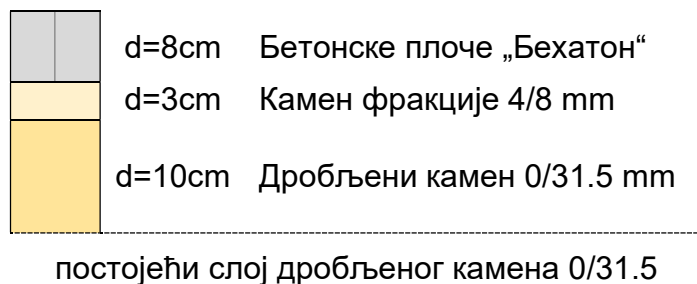 d=8cm Бетонске плоче „Бехатон“
d=3cm Камен фракције 4/8 mm
d=10cm Дробљени камен 0/31.5 mm
постојећи слој дробљеног камена 0/31.5